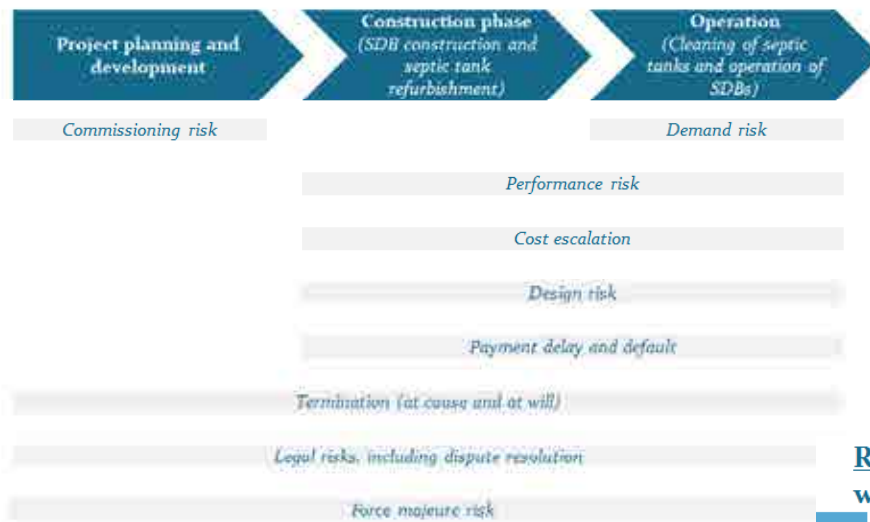 Project planning and
development
Construction phase
(SDB construction and
septic tank
refurbishment)
Operation
(Cleaning of septic
tanks and operation of
SDBs)
Commissioning risk
Demand risk
Performance risk
Cost escalation
Design risk
Payment delay and default
Termination (at cause and at will)
Legal risks, including dispute resolution
Force majeure risk
R
w